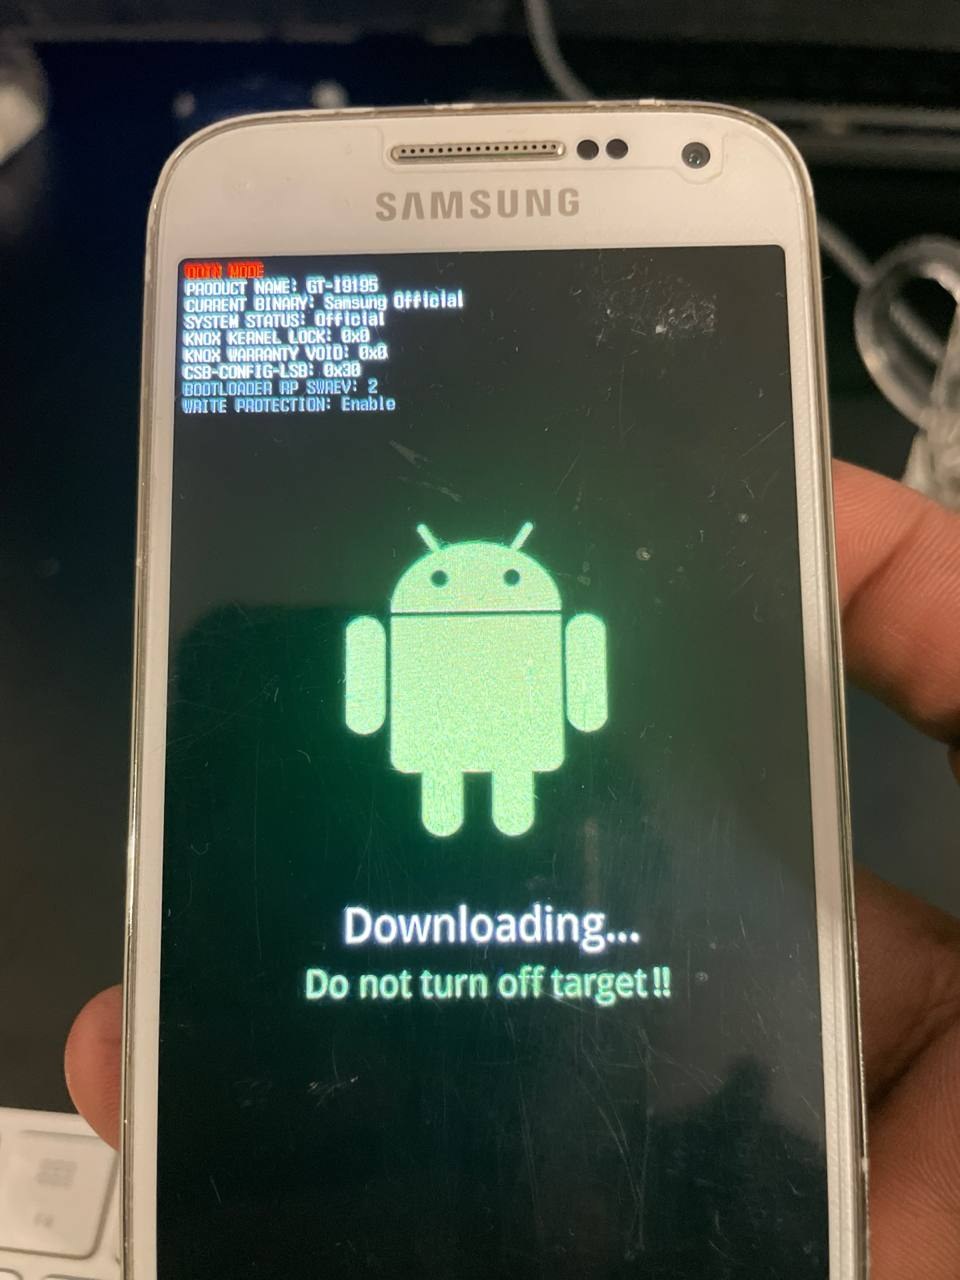 SAMSUNG
ODIN MODE
PRODUCT NAME: GT-I9195
CURRENT BINARY: Samsung Official
SYSTEM STATUS: Official
KNOX KERNEL LOCK: 0x0
KNOX WARRANTY VOID: 0x0
CSB-CONFIG-LSB: 0x30
BOOTLOADER RP SWREV: 2
WRITE PROTECTION: Enable
Downloading...
Do not turn off target!!
F4